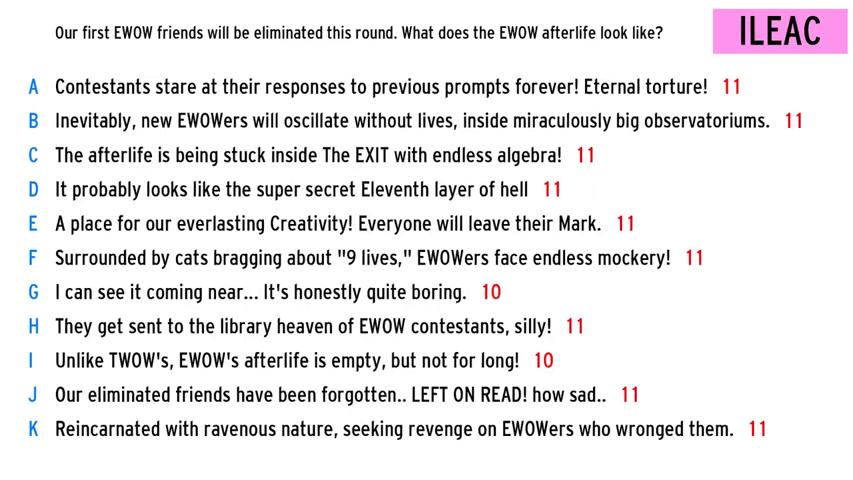 Our first EWOW friends will be eliminated this round. What does the EWOW afterlife look like?
ILEAC
A Contestants stare at their responses to previous prompts forever! Eternal torture! 11
B Inevitably, new EWOWers will oscillate without lives, inside miraculously big observatoriums. 11
C The afterlife is being stuck inside The EXIT with endless algebra! 11
D It probably looks like the super secret Eleventh layer of hell 11
E A place for our everlasting Creativity! Everyone will leave their Mark. 11
F Surrounded by cats bragging about "9 lives," EWOWers face endless mockery! 11
G I can see it coming near... It's honestly quite boring. 10
H They get sent to the library heaven of EWOW contestants, silly! 11
I Unlike TWOW's, EWOW's afterlife is empty, but not for long! 10
J Our eliminated friends have been forgotten.. LEFT ON READ! how sad.. 11
K Reincarnated with ravenous nature, seeking revenge on EWOWers who wronged them. 11